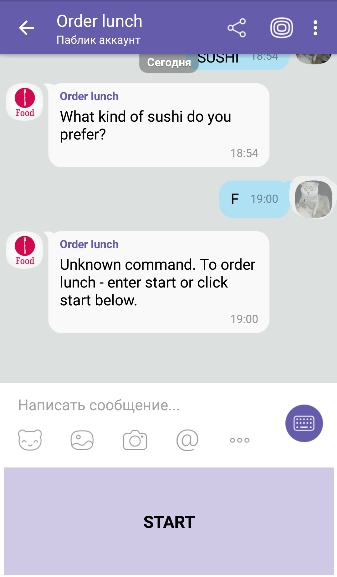 Order lunch
Паблик аккаунт
Сегодня
SUSHI 18:54
Food
Order lunch
What kind of sushi do you
prefer?
18:54
F 19:00
Food
Order lunch
Unknown command. To order
lunch - enter start or click
start below.
19:00
Написать сообщение...
START